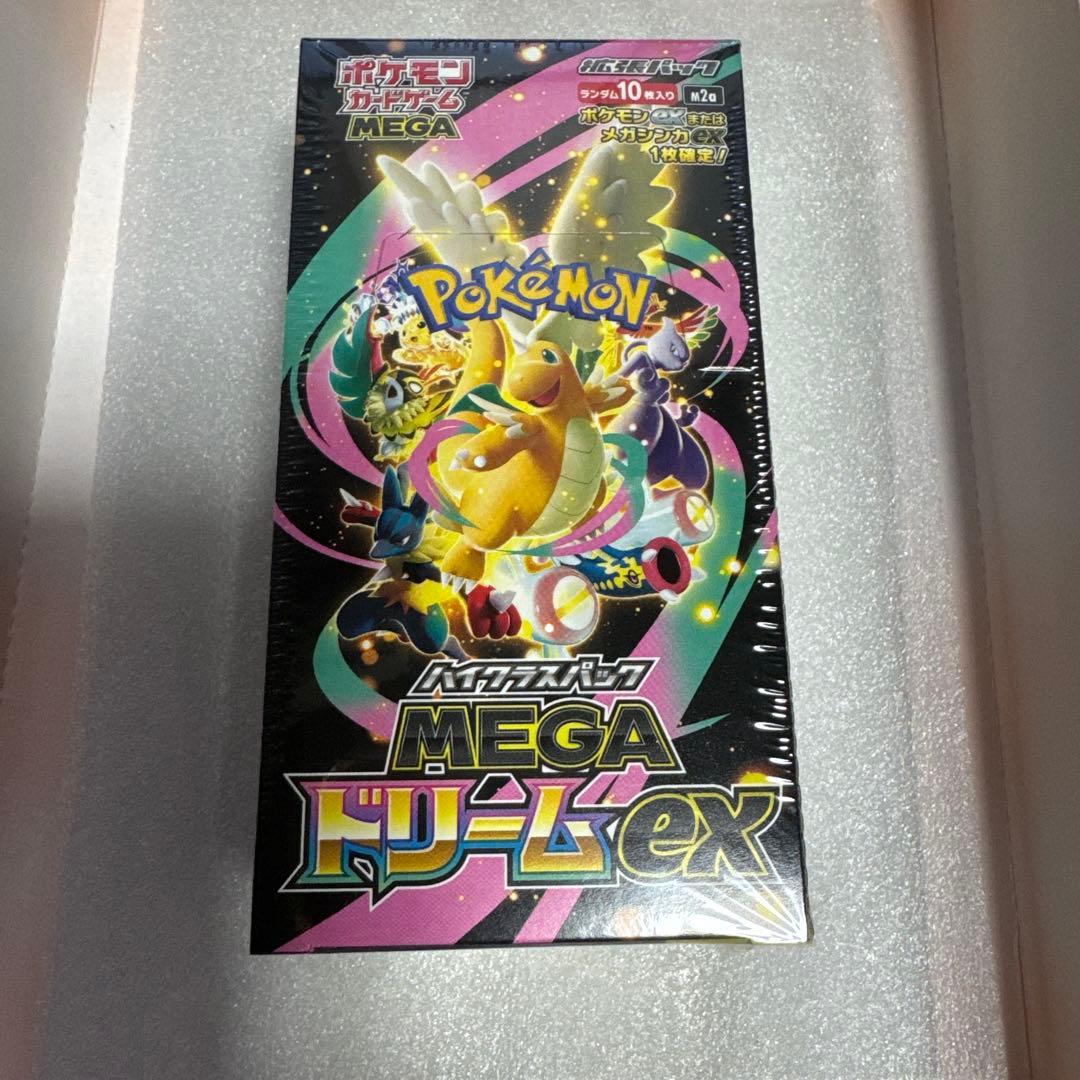 ポケモン
カードゲーム
MEGA
拡張パック
ランダム10枚入り M2a
ポケモンexまたは
メガシンカex
1枚確定!
POKéMON
TM
ハイクラスパック
MEGA
ドリームex